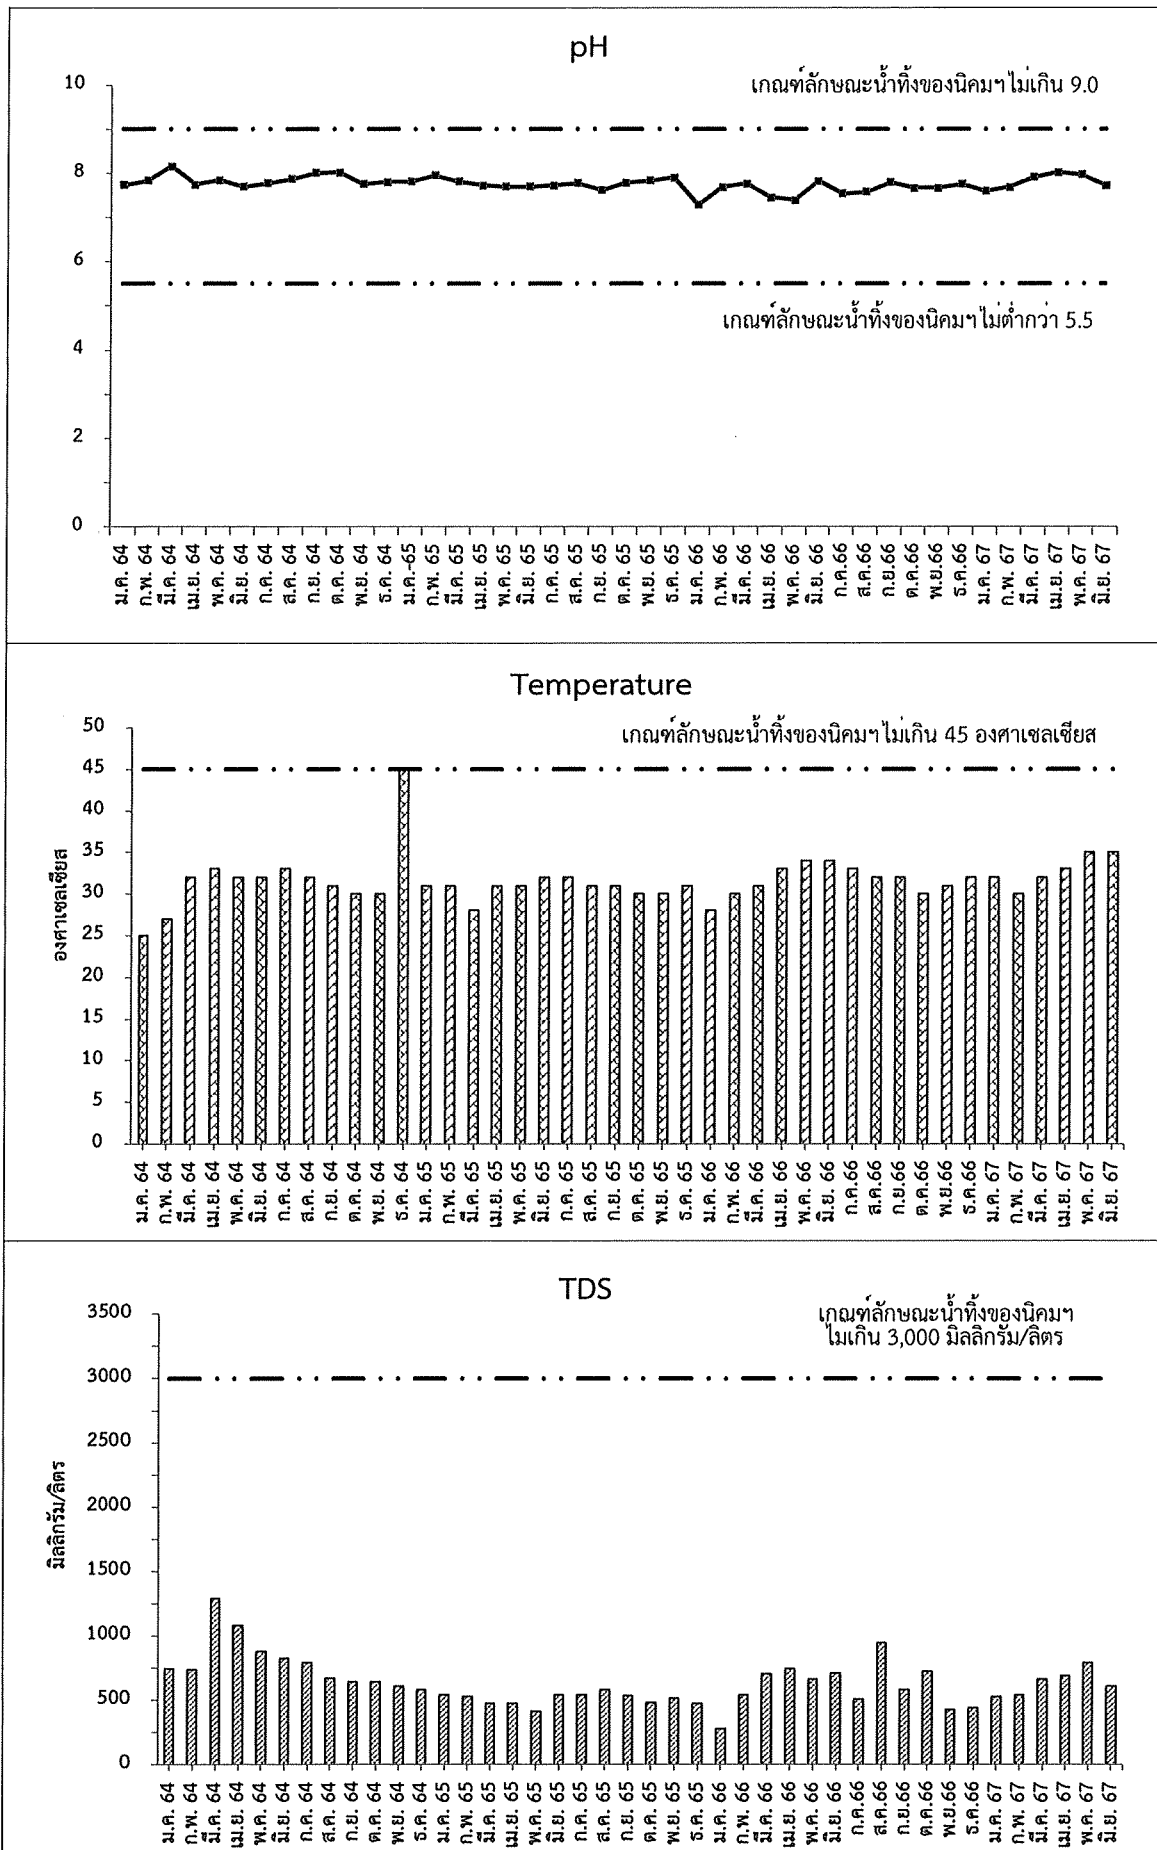 pH
เกณฑ์ลักษณะน้ำทิ้งของนิคมฯ ไม่เกิน 9.0
10
8
6
เกณฑ์ลักษณะน้ำทิ้งของนิคมฯ ไม่ต่ำกว่า 5.5
4
2
0
ม.ค. 64 ก.พ. 64 มี.ค. 64 เม.ย. 64 พ.ค. 64 มิ.ย. 64 ก.ค. 64 ส.ค. 64 ก.ย. 64 ต.ค. 64 พ.ย. 64 ธ.ค. 64 ม.ค.-65 ก.พ. 65 มี.ค. 65 เม.ย. 65 พ.ค. 65 มิ.ย. 65 ก.ค. 65 ส.ค. 65 ก.ย. 65 ต.ค. 65 พ.ย. 65 ธ.ค. 65 ม.ค. 66 ก.พ. 66 มี.ค. 66 เม.ย. 66 พ.ค. 66 มิ.ย. 66 ก.ค.66 ส.ค.66 ก.ย.66 ต.ค.66 พ.ย.66 ธ.ค.66 ม.ค. 67 ก.พ. 67 มี.ค. 67 เม.ย. 67 พ.ค. 67 มิ.ย. 67
Temperature
เกณฑ์ลักษณะน้ำทิ้งของนิคมฯ ไม่เกิน 45 องศาเซลเซียส
50
45
40
35
30
25
20
15
10
5
0
องศาเซลเซียส
ม.ค. 64 ก.พ. 64 มี.ค. 64 เม.ย. 64 พ.ค. 64 มิ.ย. 64 ก.ค. 64 ส.ค. 64 ก.ย. 64 ต.ค. 64 พ.ย. 64 ธ.ค. 64 ม.ค. 65 ก.พ. 65 มี.ค. 65 เม.ย. 65 พ.ค. 65 มิ.ย. 65 ก.ค. 65 ส.ค. 65 ก.ย. 65 ต.ค. 65 พ.ย. 65 ธ.ค. 65 ม.ค. 66 ก.พ. 66 มี.ค. 66 เม.ย. 66 พ.ค. 66 มิ.ย. 66 ก.ค.66 ส.ค.66 ก.ย.66 ต.ค.66 พ.ย.66 ธ.ค.66 ม.ค. 67 ก.พ. 67 มี.ค. 67 เม.ย. 67 พ.ค. 67 มิ.ย. 67
TDS
เกณฑ์ลักษณะน้ำทิ้งของนิคมฯ
ไมเกิน 3,000 มิลลิกรัม/ลิตร
3500
3000
2500
2000
1500
1000
500
0
มิลลิกรัม/ลิตร
ม.ค. 64 ก.พ. 64 มี.ค. 64 เม.ย. 64 พ.ค. 64 มิ.ย. 64 ก.ค. 64 ส.ค. 64 ก.ย. 64 ต.ค. 64 พ.ย. 64 ธ.ค. 64 ม.ค. 65 ก.พ. 65 มี.ค. 65 เม.ย. 65 พ.ค. 65 มิ.ย. 65 ก.ค. 65 ส.ค. 65 ก.ย. 65 ต.ค. 65 พ.ย. 65 ธ.ค. 65 ม.ค. 66 ก.พ. 66 มี.ค. 66 เม.ย. 66 พ.ค. 66 มิ.ย. 66 ก.ค.66 ส.ค.66 ก.ย.66 ต.ค.66 พ.ย.66 ธ.ค.66 ม.ค. 67 ก.พ. 67 มี.ค. 67 เม.ย. 67 พ.ค. 67 มิ.ย. 67